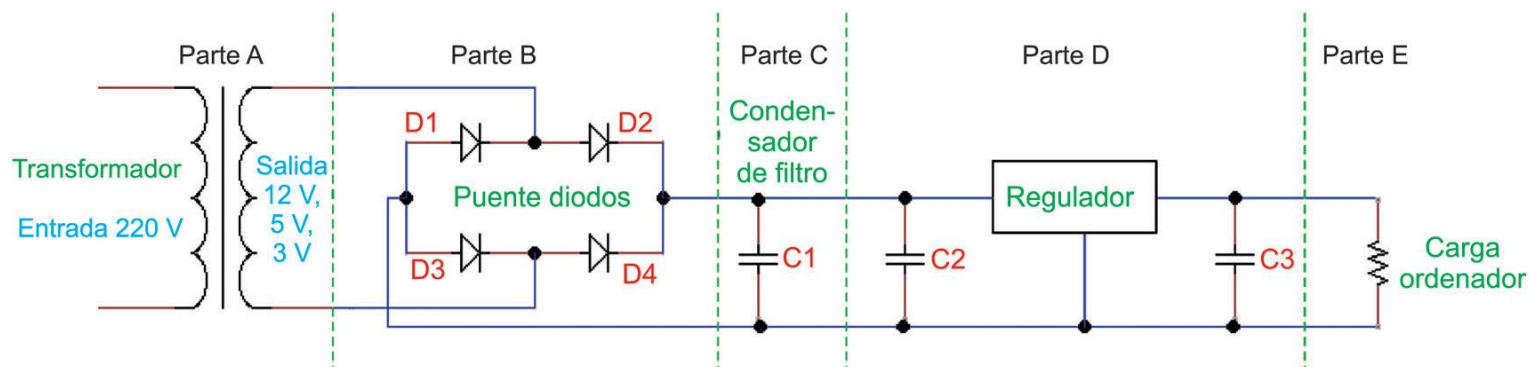 Parte A
Parte B
Parte C
Parte D
Parte E
Transformador
Entrada 220 V
Salida
12 V,
5 V,
3 V
D1
D2
Puente diodos
D3
D4
Conden-
sador
de filtro
C1
C2
Regulador
C3
Carga
ordenador